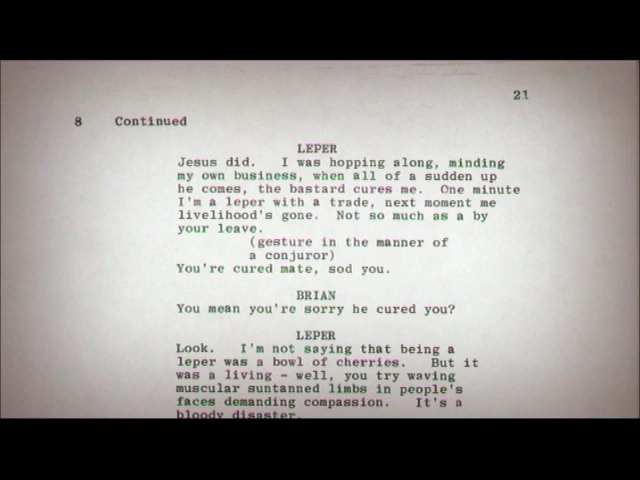 21
8 Continued
LEPER
Jesus did. I was hopping along, minding
my own business, when all of a sudden up
he comes, the bastard cures me. One minute
I'm a leper with a trade, next moment me
livelihood's gone. Not so much as a by
your leave.
(gesture in the manner of
a conjuror)
You're cured mate, sod you.
BRIAN
You mean you're sorry he cured you?
LEPER
Look. I'm not saying that being a
leper was a bowl of cherries. But it
was a living - well, you try waving
muscular suntanned limbs in people's
faces demanding compassion. It's a
bloody disaster.